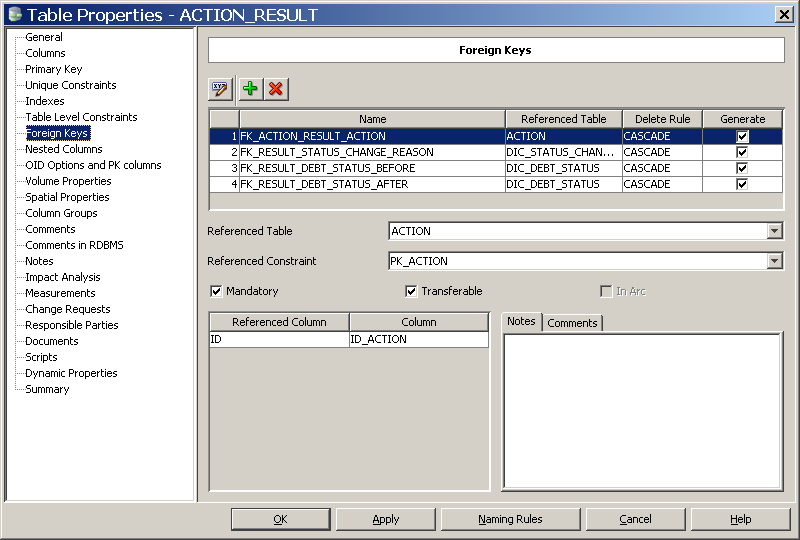 Table Properties - ACTION_RESULT
General
Columns
Primary Key
Unique Constraints
Indexes
Table Level Constraints
Foreign Keys
Nested Columns
OID Options and PK columns
Volume Properties
Spatial Properties
Column Groups
Comments
Comments in RDBMS
Notes
Impact Analysis
Measurements
Change Requests
Responsible Parties
Documents
Scripts
Dynamic Properties
Summary
Foreign Keys
XYZ
Name Referenced Table Delete Rule Generate
1 FK_ACTION_RESULT_ACTION ACTION CASCADE
2 FK_RESULT_STATUS_CHANGE_REASON DIC_STATUS_CHAN... CASCADE
3 FK_RESULT_DEBT_STATUS_BEFORE DIC_DEBT_STATUS CASCADE
4 FK_RESULT_DEBT_STATUS_AFTER DIC_DEBT_STATUS CASCADE
Referenced Table ACTION
Referenced Constraint PK_ACTION
Mandatory Transferable In Arc
Referenced Column Column
ID ID_ACTION
Notes Comments
OK Apply Naming Rules Cancel Help